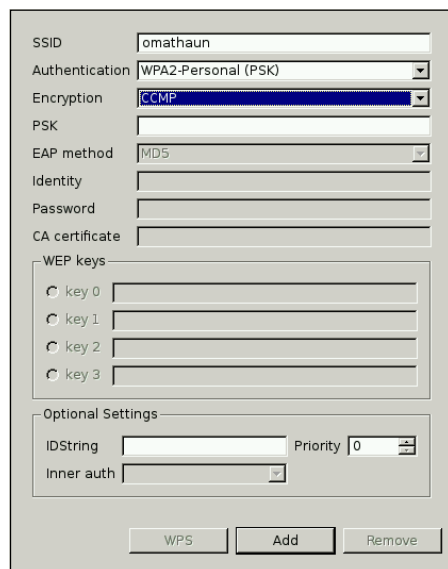 SSID omathaun
Authentication WPA2-Personal (PSK)
Encryption CCMP
PSK
EAP method MD5
Identity
Password
CA certificate
WEP keys
key 0
key 1
key 2
key 3
Optional Settings
IDString Priority 0
Inner auth
WPS Add Remove